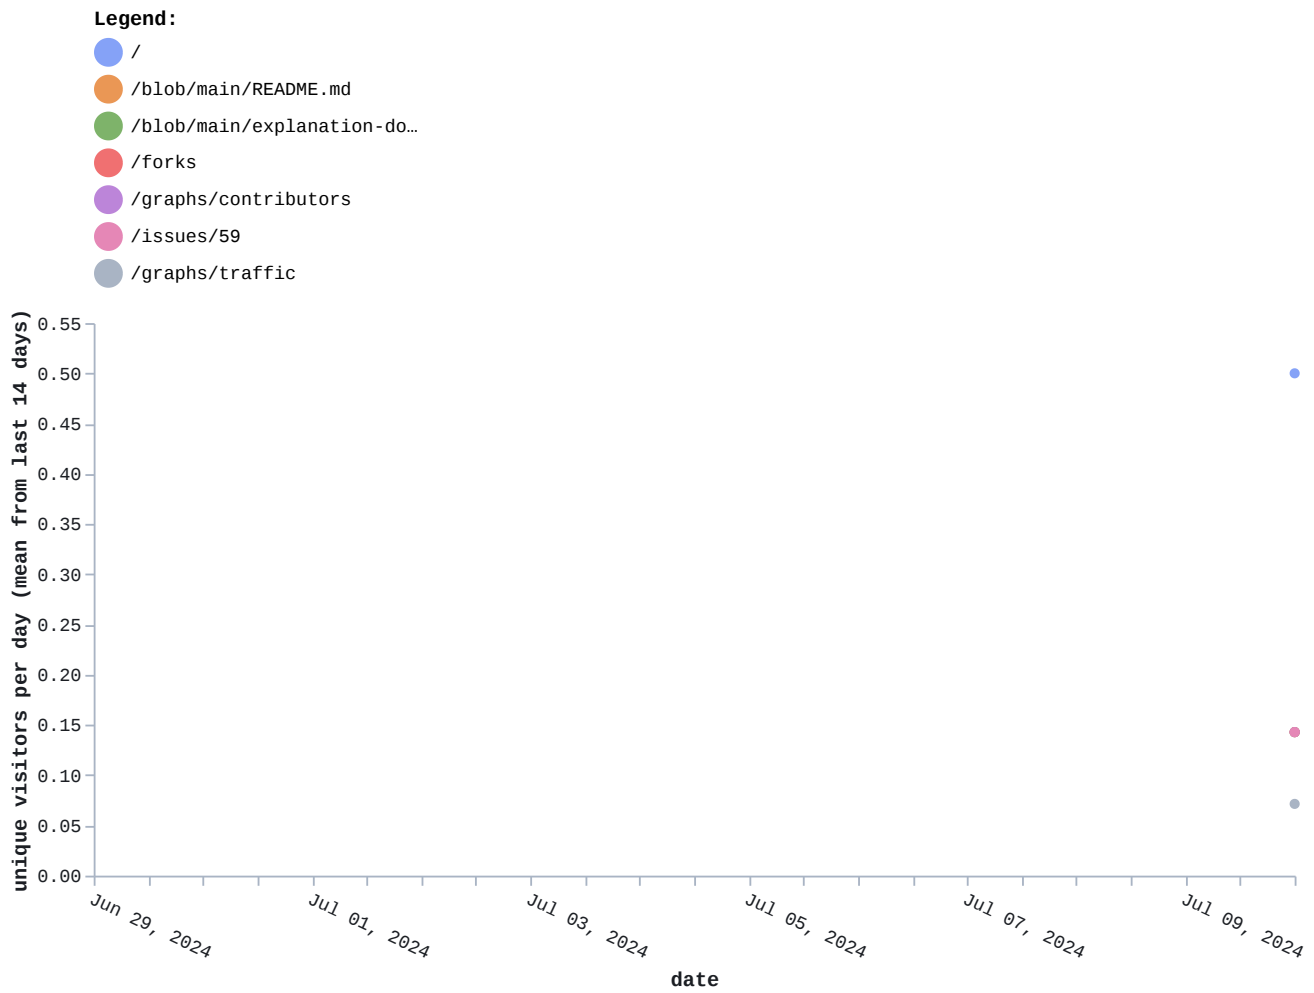 Legend:
/
/blob/main/README.md
/blob/main/explanation-do…
/forks
/graphs/contributors
/issues/59
/graphs/traffic
unique visitors per day (mean from last 14 days)
0.55
0.50
0.45
0.40
0.35
0.30
0.25
0.20
0.15
0.10
0.05
0.00
Jun 29, 2024
Jul 01, 2024
Jul 03, 2024
Jul 05, 2024
Jul 07, 2024
Jul 09, 2024
date